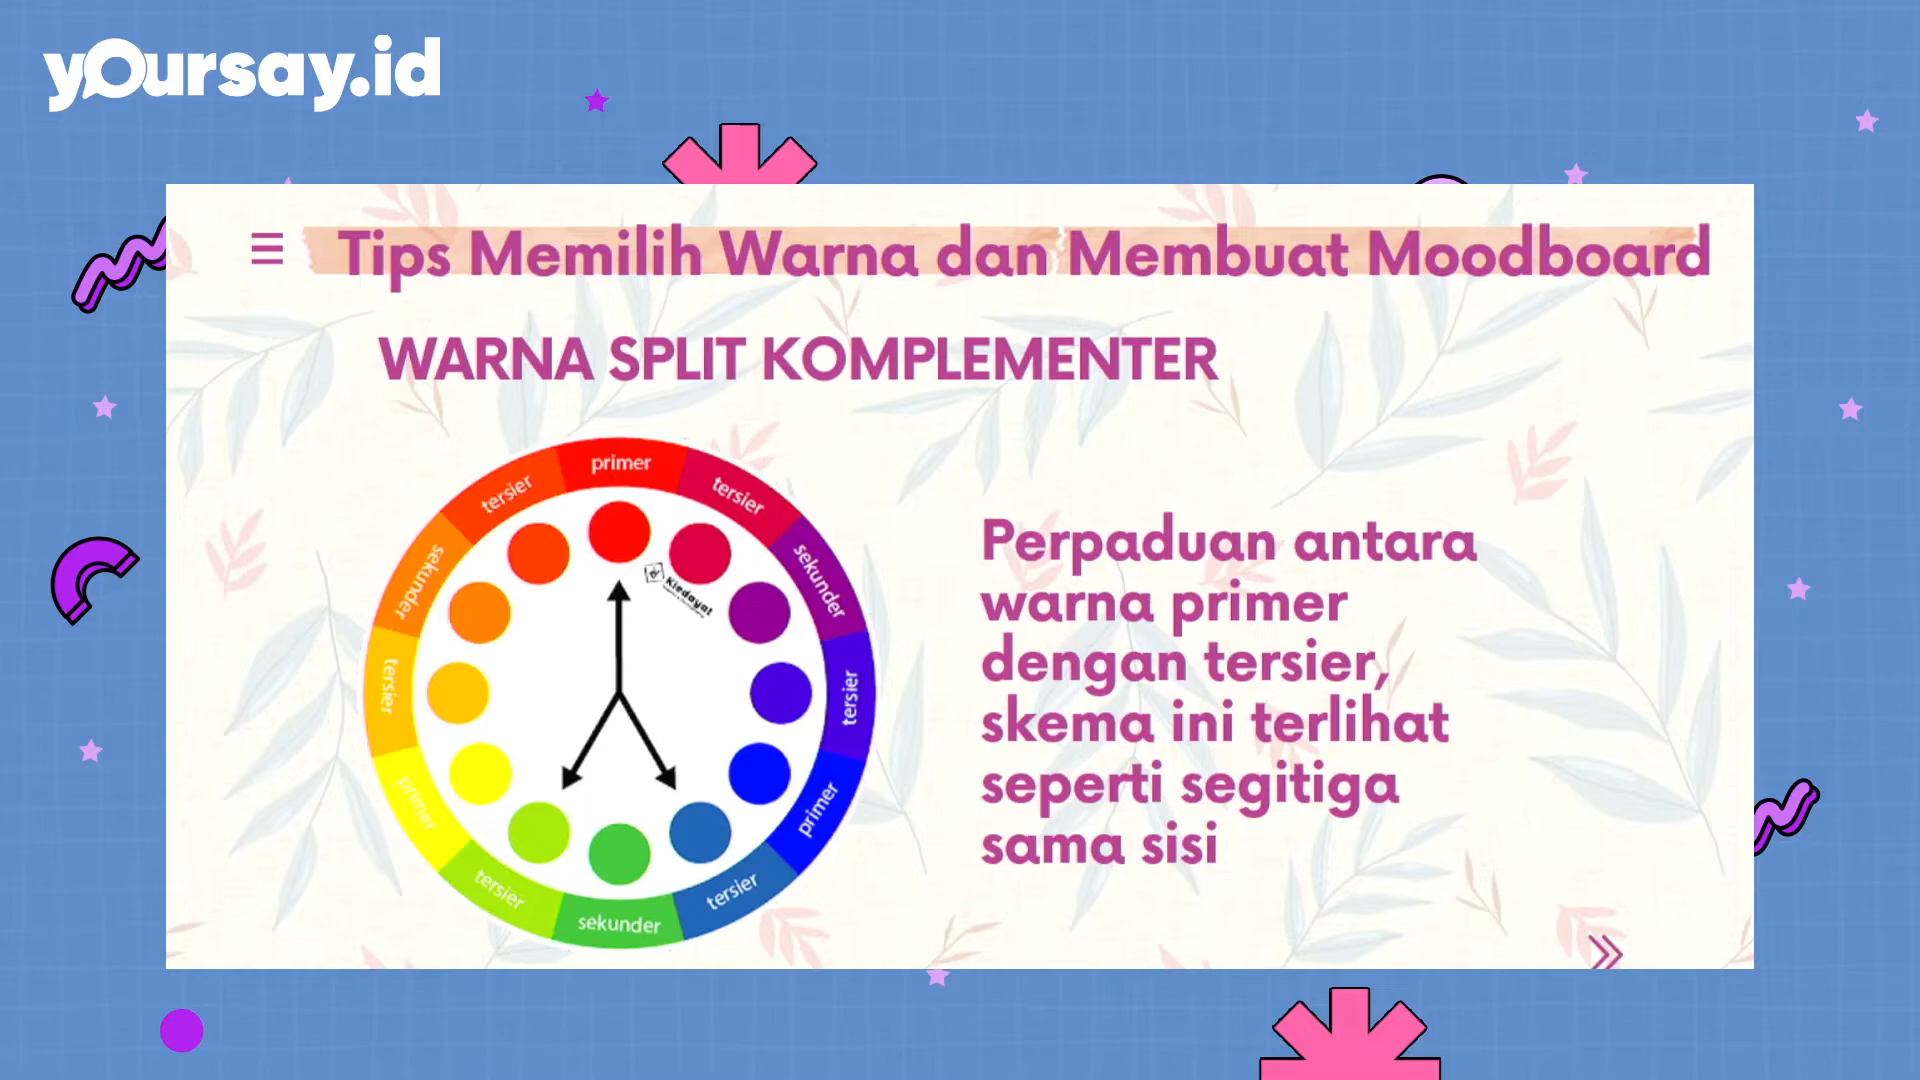 yoursay.id
Tips Memilih Warna dan Membuat Moodboard
WARNA SPLIT KOMPLEMENTER
primer
tersier
tersier
sekunder
sekunder
tersier
tersier
primer
primer
tersier
tersier
sekunder
Kiedayat
Perpaduan antara
warna primer
dengan tersier,
skema ini terlihat
seperti segitiga
sama sisi